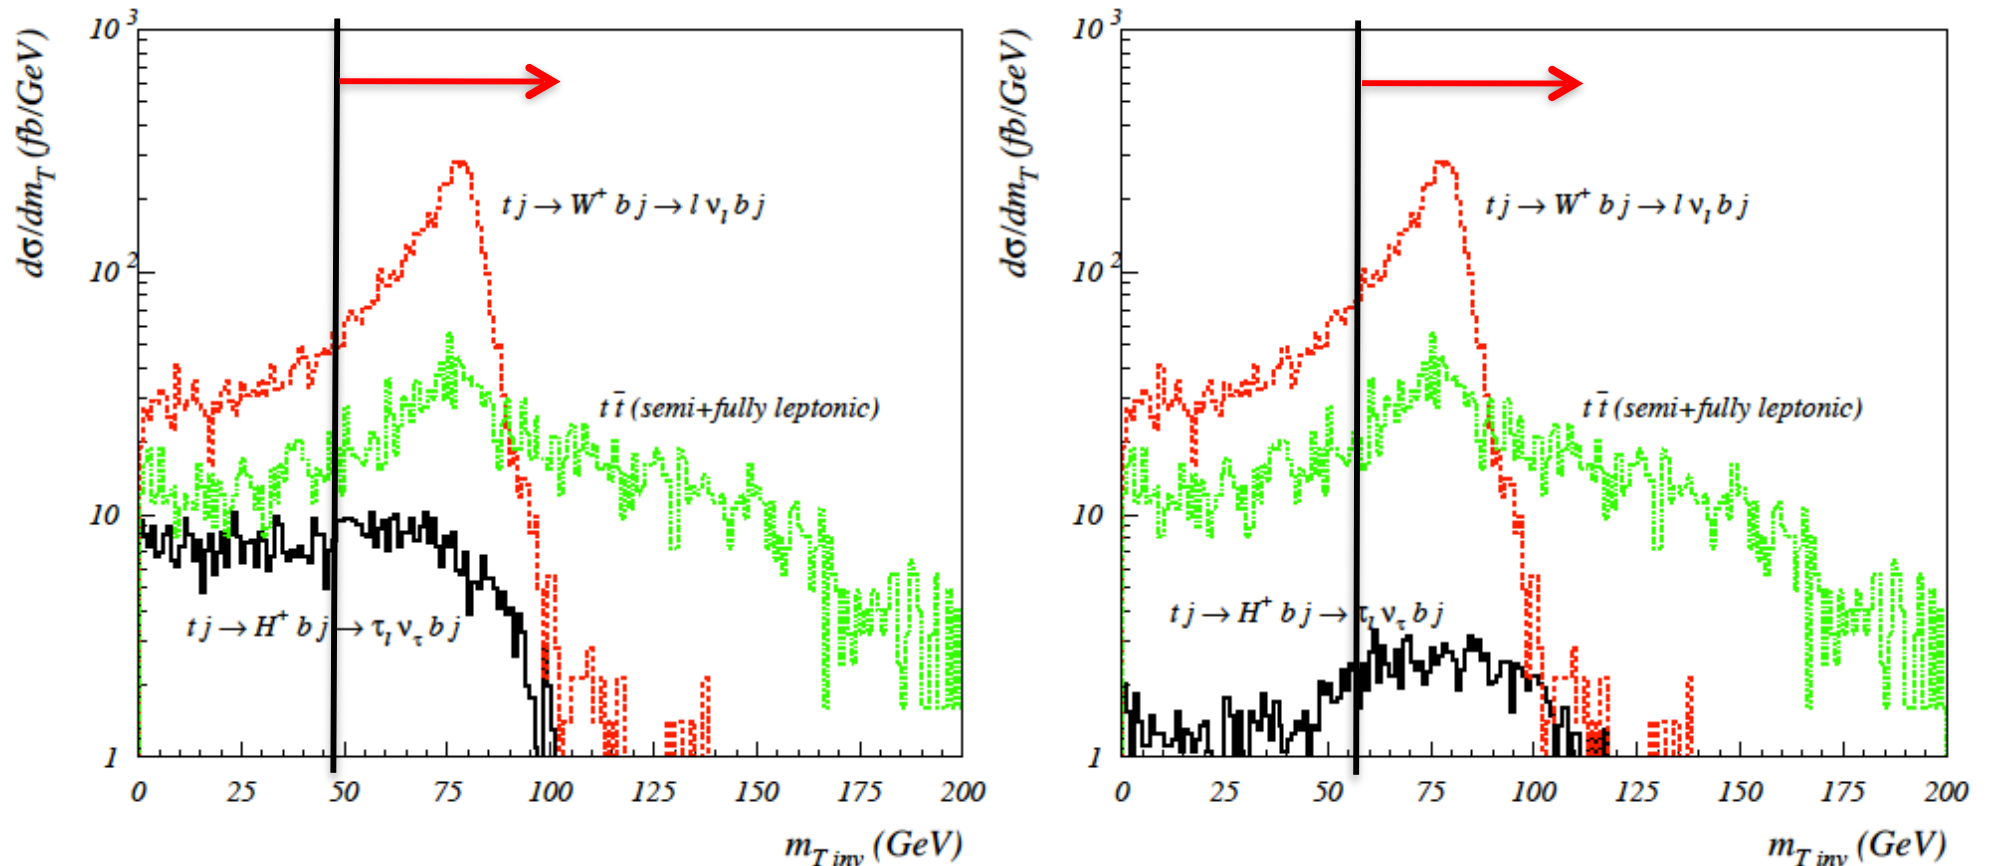 10³
dσ/dm_T (fb/GeV)
t j → W⁺ b j → l ν_l b j
10²
t t̄ (semi+fully leptonic)
10
t j → H⁺ b j → τ_l ν_τ b j
1
0 25 50 75 100 125 150 175 200
m_T inv (GeV)
10³
dσ/dm_T (fb/GeV)
t j → W⁺ b j → l ν_l b j
10²
t t̄ (semi+fully leptonic)
10
t j → H⁺ b j → τ_l ν_τ b j
1
0 25 50 75 100 125 150 175 200
m_T inv (GeV)